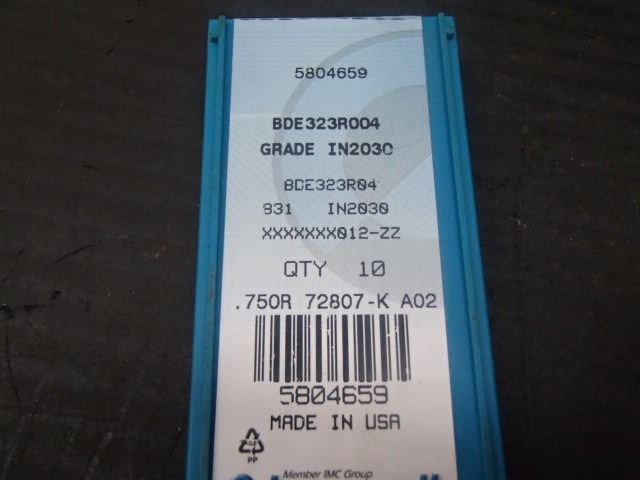 5804659
BDE323R004
GRADE IN2030
BDE323R04
931 IN2030
XXXXXXX012-ZZ
QTY 10
.750R 72807-K A02
5804659
MADE IN USA
PP
Member IMC Group